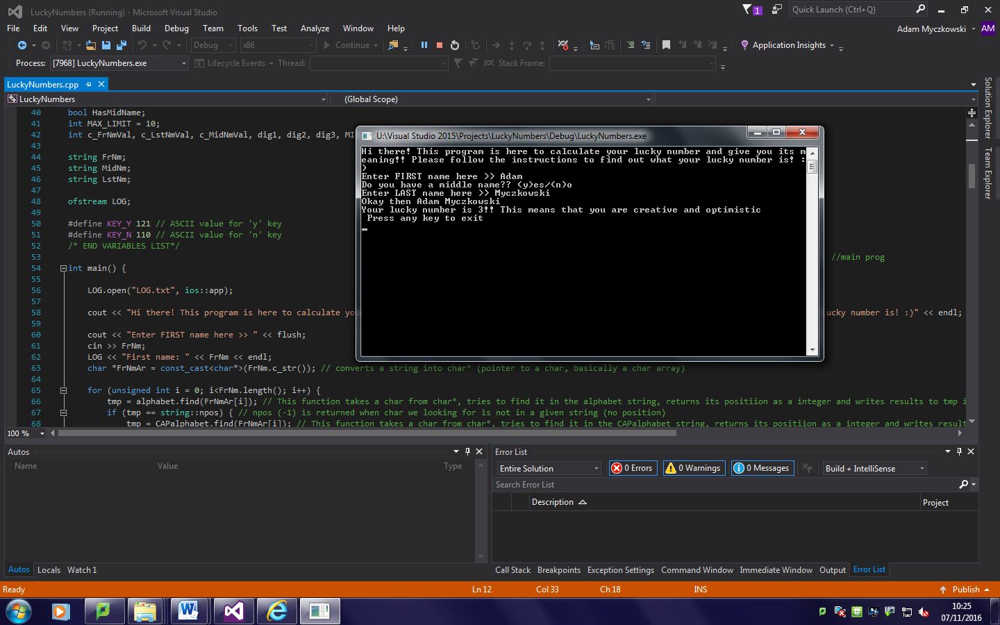 LuckyNumbers (Running) - Microsoft Visual Studio
1
Quick Launch (Ctrl+Q)
File Edit View Project Build Debug Team Tools Test Analyze Window Help
Adam Myczkowski AM
Debug x86 Continue Application Insights
Process: [7968] LuckyNumbers.exe Lifecycle Events Thread: Stack Frame:
LuckyNumbers.cpp
LuckyNumbers (Global Scope)
Solution Explorer
Team Explorer
40 bool HasMidName;
41 int MAX_LIMIT = 10;
42 int c_FrNmVal, c_LstNmVal, c_MidNmVal, dig1, dig2, dig3, MI
43
44 string FrNm;
45 string MidNm;
46 string LstNm;
47
48 ofstream LOG;
49
50 #define KEY_Y 121 // ASCII value for 'y' key
51 #define KEY_N 110 // ASCII value for 'n' key
52 /* END VARIABLES LIST*/
53 //main prog
54 int main() {
55
56 LOG.open("LOG.txt", ios::app);
57
58 cout << "Hi there! This program is here to calculate yo ucky number is! :)" << endl;
59
60 cout << "Enter FIRST name here >> " << flush;
61 cin >> FrNm;
62 LOG << "First name: " << FrNm << endl;
63 char *FrNmAr = const_cast<char*>(FrNm.c_str()); // converts a string into char* (pointer to a char, basically a char array)
64
65 for (unsigned int i = 0; i<FrNm.length(); i++) {
66 tmp = alphabet.find(FrNmAr[i]); // This function takes a char from char*, tries to find it in the alphabet string, returns its positiion as a integer and writes results to tmp i
67 if (tmp == string::npos) { // npos (-1) is returned when char we looking for is not in a given string (no position)
68 tmp = CAPalphabet.find(FrNmAr[i]); // This function takes a char from char*, tries to find it in the CAPalphabet string, returns its positiion as a integer and writes result
U:\Visual Studio 2015\Projects\LuckyNumbers\Debug\LuckyNumbers.exe
Hi there! This program is here to calculate your lucky number and give you its m
eaning!! Please follow the instructions to find out what your lucky number is! :
)
Enter FIRST name here >> Adam
Do you have a middle name?? (y)es/(n)o
Enter LAST name here >> Myczkowski
Okay then Adam Myczkowski
Your lucky number is 3!! This means that you are creative and optimistic
Press any key to exit
100 %
Autos
Name Value Type
Autos Locals Watch 1
Error List
Entire Solution 0 Errors 0 Warnings 0 Messages Build + IntelliSense
Search Error List
Description Project
Call Stack Breakpoints Exception Settings Command Window Immediate Window Output Error List
Ready Ln 12 Col 33 Ch 18 INS Publish
10:25
07/11/2016